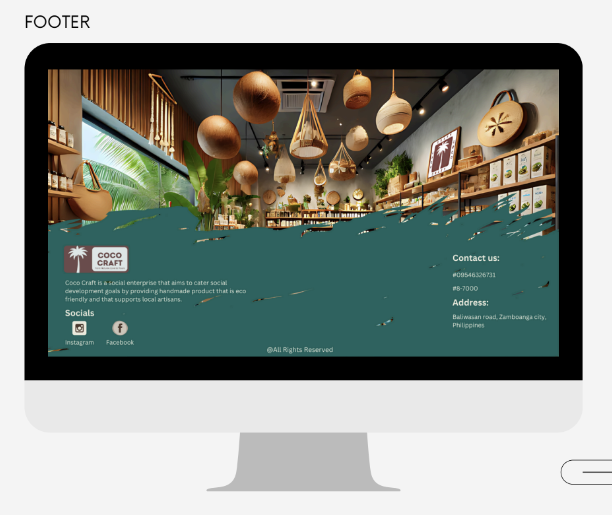 FOOTER
COCO
CRAFT
Coco Craft is a social enterprise that aims to cater social
development goals by providing handmade product that is eco
friendly and that supports local artisans.
Socials
Instagram
Facebook
Contact us:
#09546326731
#8-7000
Address:
Baliwasan road, Zamboanga city,
Philippines
@All Rights Reserved